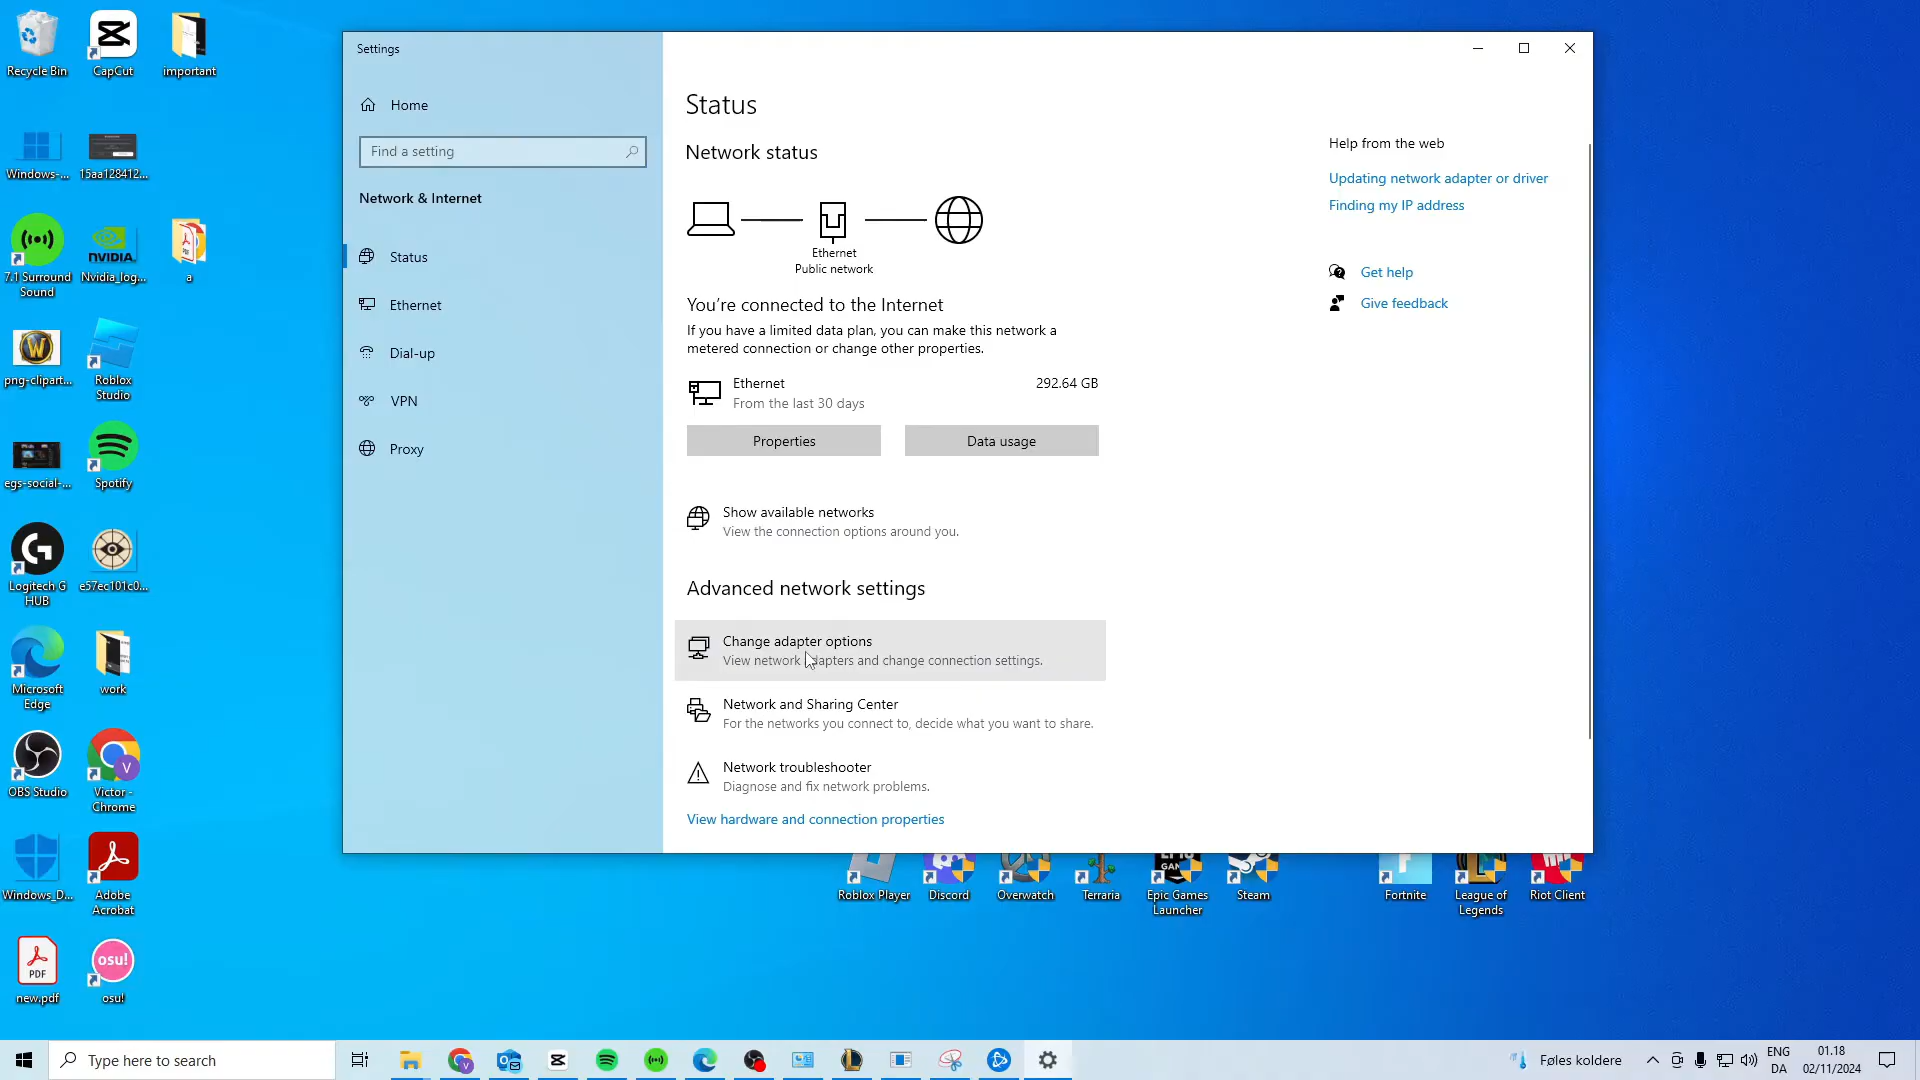 Recycle Bin
CapCut
important
Windows-...
15aa128412...
7.1 Surround
Sound
NVIDIA.
Nvidia_log...
a
png-clipart...
Roblox
Studio
egs-social-...
Spotify
Logitech G
HUB
e57ec101c0...
Microsoft
Edge
work
OBS Studio
V
Victor -
Chrome
Windows_D...
Adobe
Acrobat
PDF
new.pdf
osu!
osu!
Settings
Home
Find a setting
Network & Internet
Status
Ethernet
Dial-up
VPN
Proxy
Status
Network status
Ethernet
Public network
You're connected to the Internet
If you have a limited data plan, you can make this network a
metered connection or change other properties.
Ethernet
292.64 GB
From the last 30 days
Properties
Data usage
Show available networks
View the connection options around you.
Advanced network settings
Change adapter options
View network adapters and change connection settings.
Network and Sharing Center
For the networks you connect to, decide what you want to share.
Network troubleshooter
Diagnose and fix network problems.
View hardware and connection properties
Help from the web
Updating network adapter or driver
Finding my IP address
Get help
Give feedback
Roblox Player
Discord
Overwatch
Terraria
Epic Games
Launcher
Steam
Fortnite
League of
Legends
Riot Client
Type here to search
Føles koldere
ENG
DA
01.18
02/11/2024